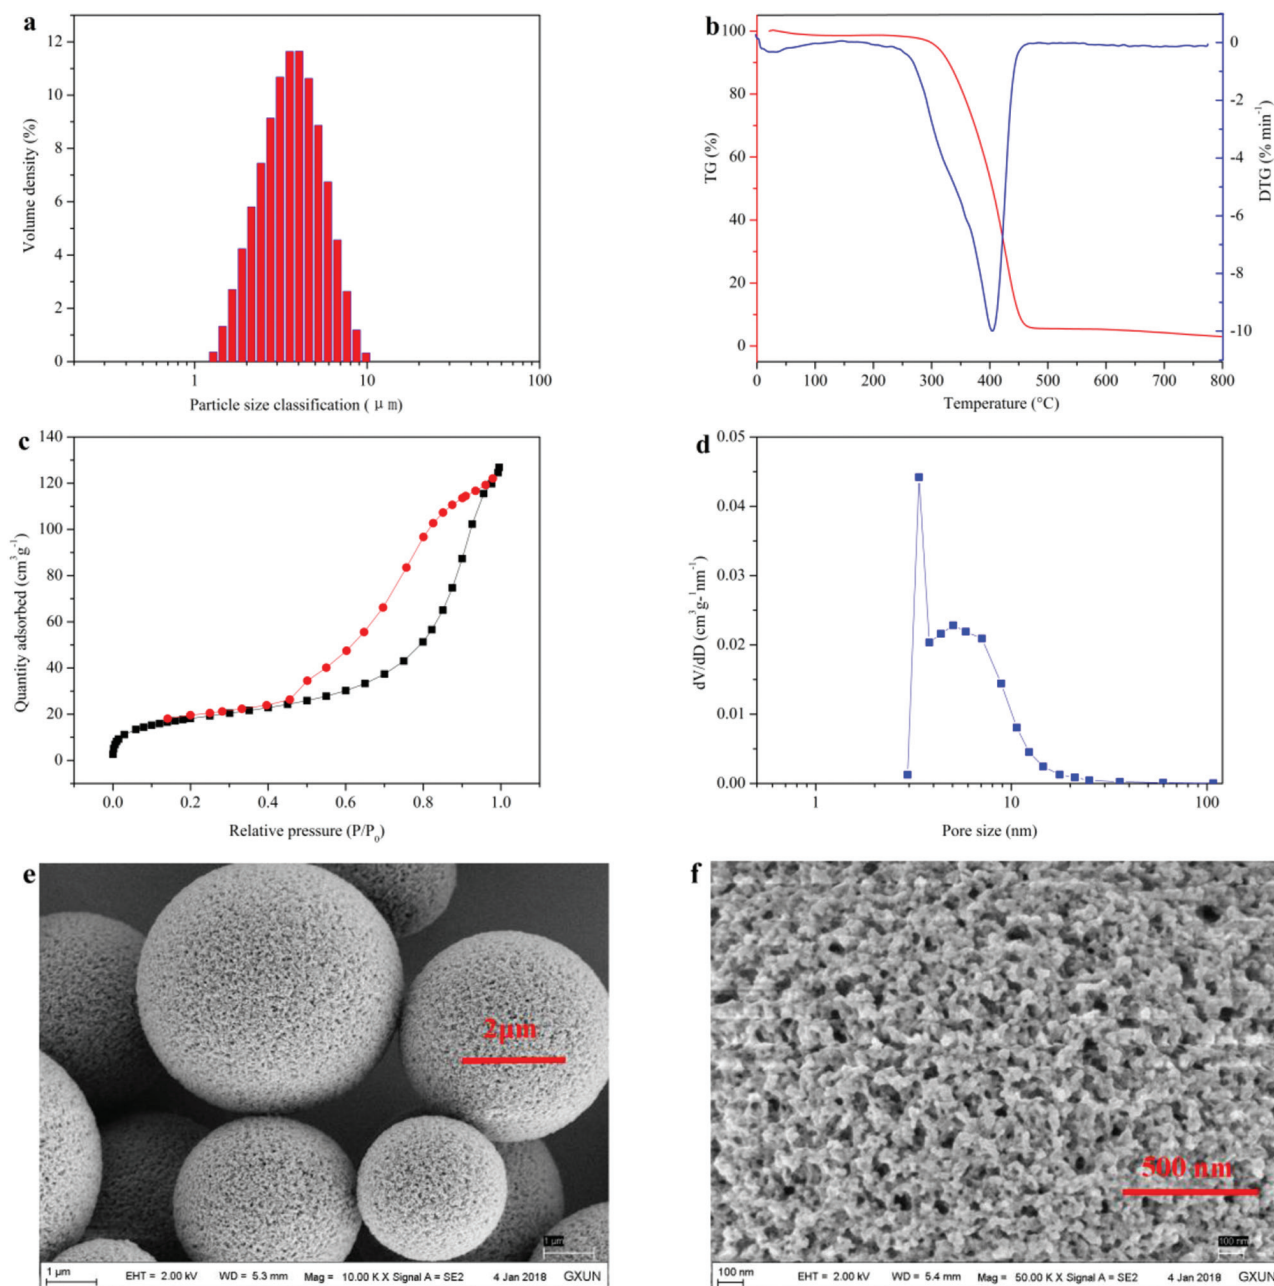 a
Volume density (%)
12
10
8
6
4
2
0
1
10
100
Particle size classification ( μm)
b
TG (%)
100
80
60
40
20
0
0
-2
-4
-6
-8
-10
DTG (% min⁻¹)
0 100 200 300 400 500 600 700 800
Temperature (°C)
c
Quantity adsorbed (cm³g⁻¹)
140
120
100
80
60
40
20
0
0.0 0.2 0.4 0.6 0.8 1.0
Relative pressure (P/P₀)
d
dV/dD (cm³g-¹nm⁻¹)
0.05
0.04
0.03
0.02
0.01
0.00
1 10 100
Pore size (nm)
e
2μm
1 μm
1 μm EHT = 2.00 kV WD = 5.3 mm Mag = 10.00 K X Signal A = SE2 4 Jan 2018 GXUN
f
500 nm
100 nm
100 nm EHT = 2.00 kV WD = 5.4 mm Mag = 50.00 K X Signal A = SE2 4 Jan 2018 GXUN